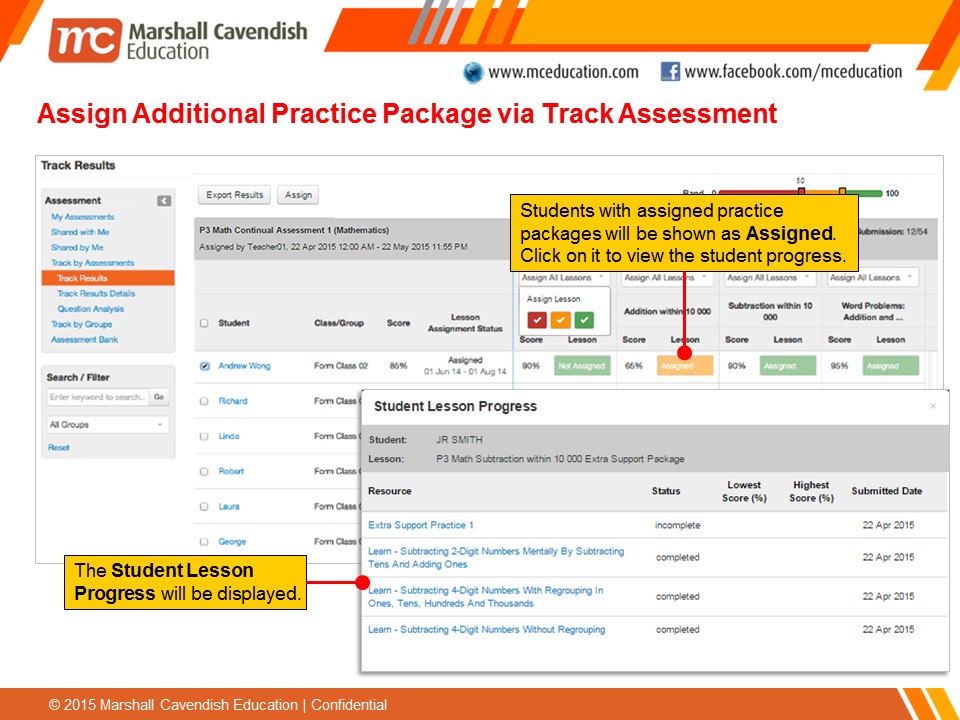 Marshall Cavendish
Education
www.mceducation.com
www.facebook.com/mceducation
Assign Additional Practice Package via Track Assessment
Track Results
Assessment
My Assessments
Shared with Me
Shared by Me
Track by Assessments
Track Results
Track Results Details
Question Analysis
Track by Groups
Assessment Bank
Search / Filter
Enter keyword to search... Go
All Groups
Reset
Export Results Assign
50
Band 0 100
P3 Math Continual Assessment 1 (Mathematics)
Assigned by Teacher01, 22 Apr 2015 12:00 AM - 22 May 2015 11:55 PM
Submission: 12/54
Students with assigned practice
packages will be shown as Assigned.
Click on it to view the student progress.
Assign All Lessons Assign All Lessons Assign All Lessons Assign All Lessons
Assign Lesson
Addition within 10 000
Subtraction within 10
000
Word Problems:
Addition and ...
Student Class/Group Score Lesson
Assignment Status
Score Lesson Score Lesson Score Lesson Score Lesson
Andrew Wong Form Class 02 85% Assigned
01 Jun 14 - 01 Aug 14
90% Not Assigned 65% Assigned 90% Assigned 95% Assigned
Richard Form Class
Linda Form Class
Robert Form Class
Laura Form Class
George Form Class
Student Lesson Progress ×
Student: JR SMITH
Lesson: P3 Math Subtraction within 10 000 Extra Support Package
Resource Status Lowest
Score (%) Highest
Score (%) Submitted Date
Extra Support Practice 1 incomplete 22 Apr 2015
Learn - Subtracting 2-Digit Numbers Mentally By Subtracting
Tens And Adding Ones completed 22 Apr 2015
Learn - Subtracting 4-Digit Numbers With Regrouping In
Ones, Tens, Hundreds And Thousands completed 22 Apr 2015
Learn - Subtracting 4-Digit Numbers Without Regrouping completed 22 Apr 2015
The Student Lesson
Progress will be displayed.
© 2015 Marshall Cavendish Education | Confidential